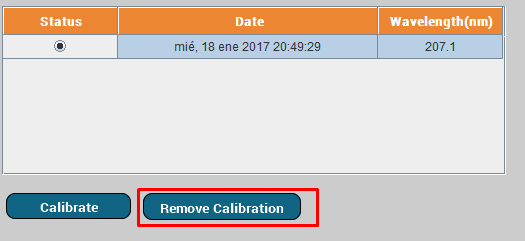 Status Date Wavelength(nm)
mié, 18 ene 2017 20:49:29 207.1
Calibrate Remove Calibration